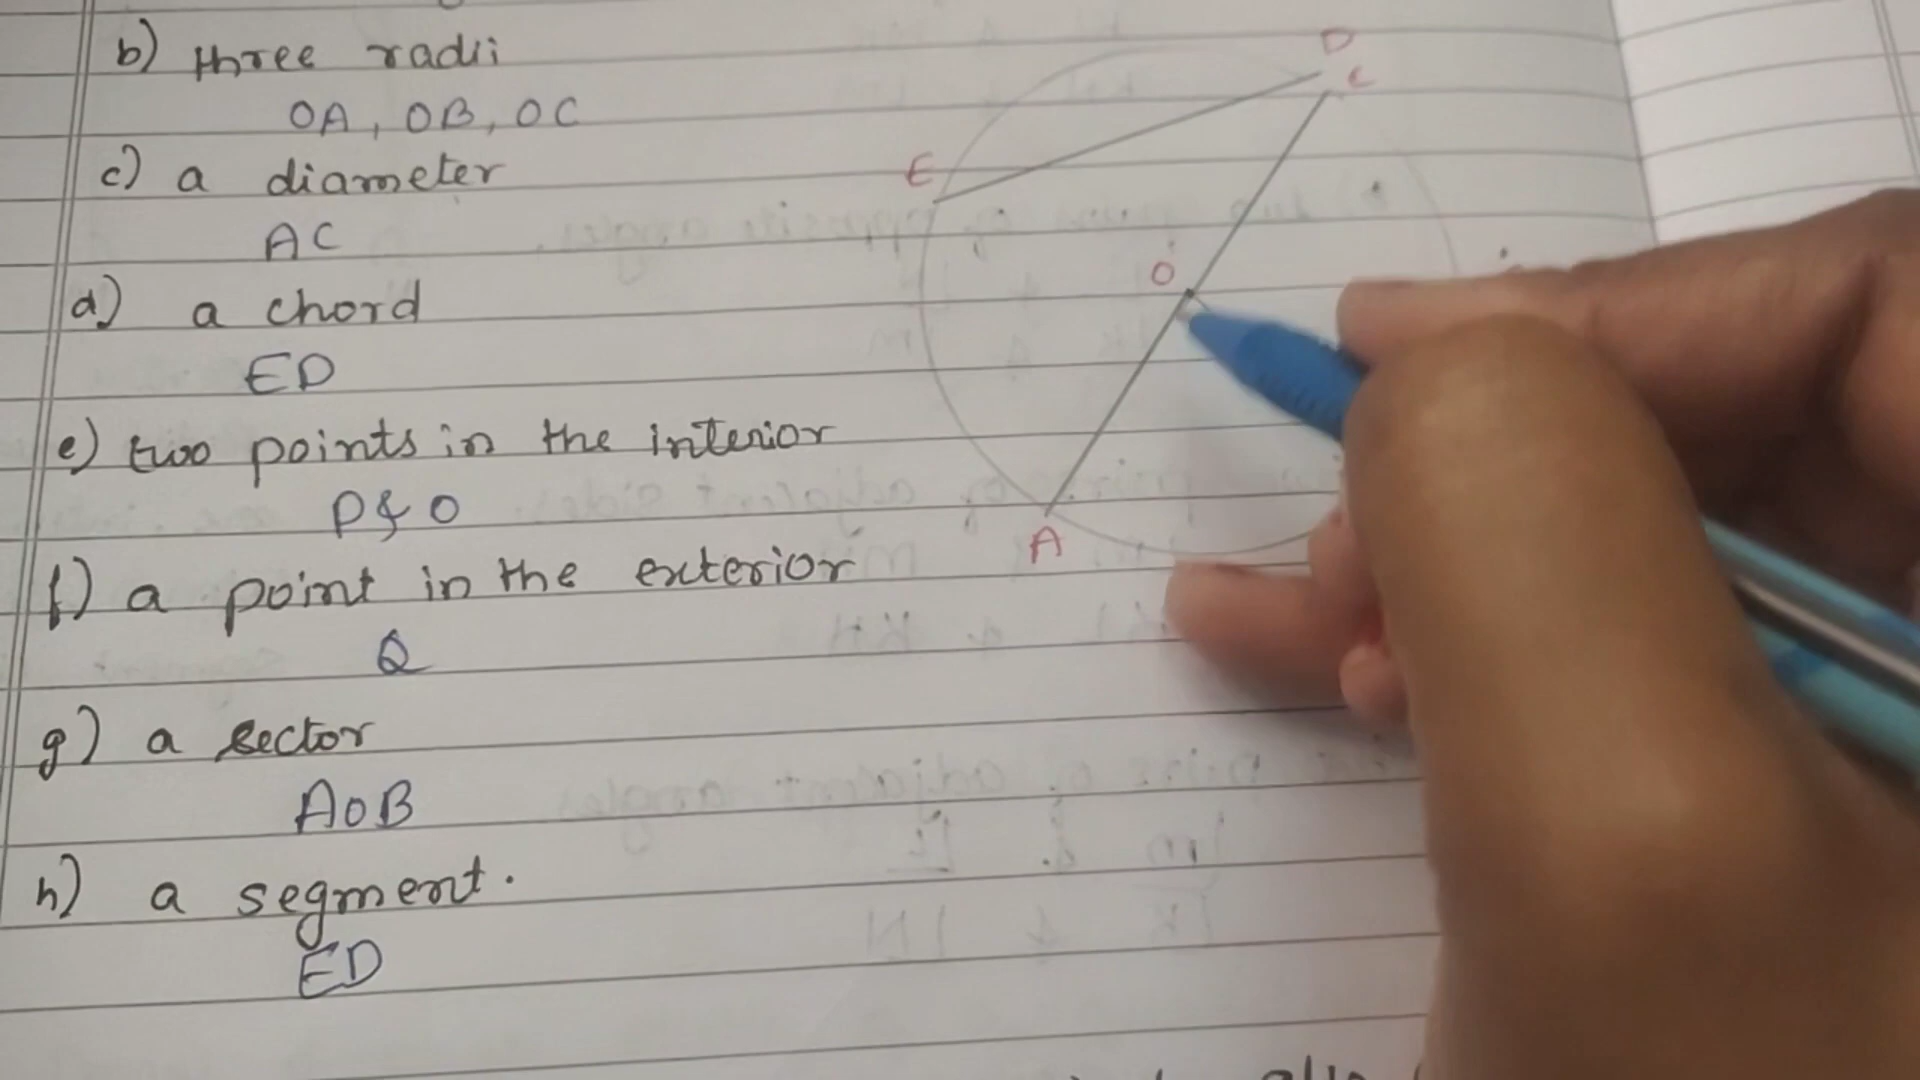 b) three radii
OA, OB, OC
c) a diameter
AC
d) a chord
ED
e) two points in the interior
P & O
f) a point in the exterior
Q
g) a sector
AOB
h) a segment.
ED
D
C
E
O
A